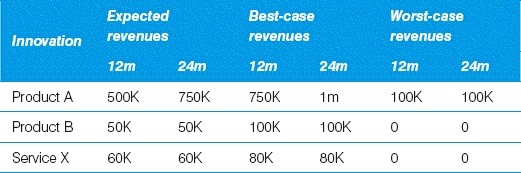 Innovation Expected revenues Best-case revenues Worst-case revenues
12m 24m 12m 24m 12m 24m
Product A 500K 750K 750K 1m 100K 100K
Product B 50K 50K 100K 100K 0 0
Service X 60K 60K 80K 80K 0 0